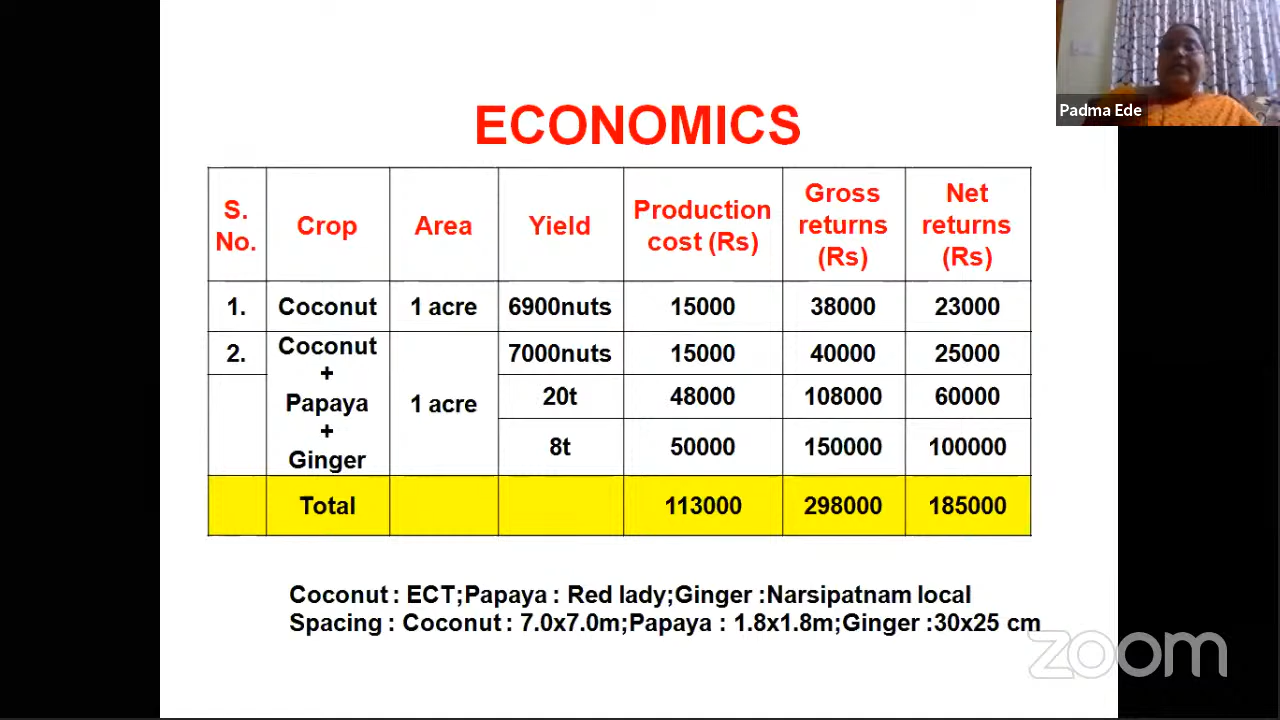 Padma Ede
ECONOMICS
S. No. Crop Area Yield Production cost (Rs) Gross returns (Rs) Net returns (Rs)
1. Coconut 1 acre 6900nuts 15000 38000 23000
2. Coconut + Papaya + Ginger 1 acre 7000nuts 15000 40000 25000
20t 48000 108000 60000
8t 50000 150000 100000
Total 113000 298000 185000
Coconut : ECT;Papaya : Red lady;Ginger :Narsipatnam local
Spacing : Coconut : 7.0x7.0m;Papaya : 1.8x1.8m;Ginger :30x25 cm
zoom